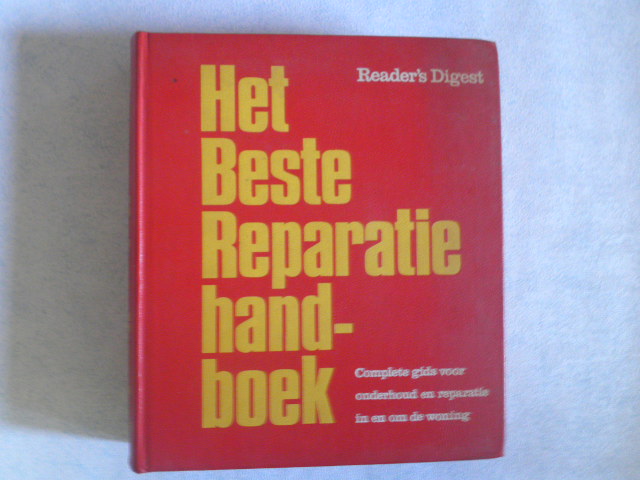 Reader's Digest
Het
Beste
Reparatie
hand-
boek
Complete gids voor
onderhoud en reparatie
in en om de woning